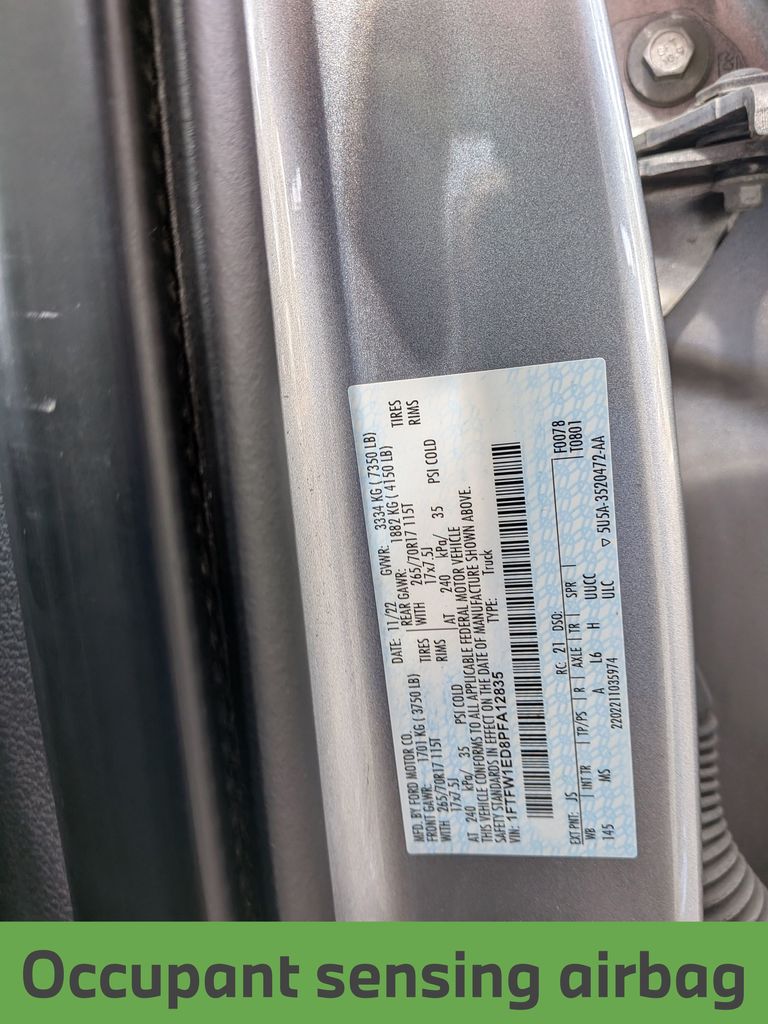 MFD. BY FORD MOTOR CO.
DATE: 11/22
GVWR: 3334 KG ( 7350 LB)
FRONT GAWR: 1701 KG ( 3750 LB)
REAR GAWR: 1882 KG ( 4150 LB)
WITH 265/70R17 115T TIRES
WITH 265/70R17 115T TIRES
17x7.5J RIMS
17x7.5J RIMS
AT 240 kPa/ 35 PSI COLD
AT 240 kPa/ 35 PSI COLD
THIS VEHICLE CONFORMS TO ALL APPLICABLE FEDERAL MOTOR VEHICLE
SAFETY STANDARDS IN EFFECT ON THE DATE OF MANUFACTURE SHOWN ABOVE.
VIN: 1FTFW1ED8PFA12835
TYPE: Truck
F0078
T0801
EXT PNT: JS RC: 21 DSO:
WB INT TR TP/PS R AXLE TR SPR
145 MS A L6 H UUCC
2202211035974 ULC ▽ 5U5A-3520472-AA
Occupant sensing airbag